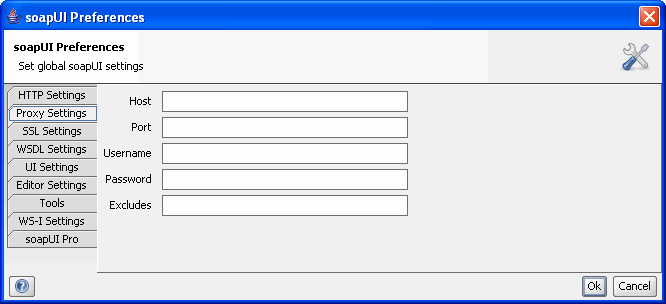 soapUI Preferences
soapUI Preferences
Set global soapUI settings
HTTP Settings
Proxy Settings
SSL Settings
WSDL Settings
UI Settings
Editor Settings
Tools
WS-I Settings
soapUI Pro
Host
Port
Username
Password
Excludes
?
Ok
Cancel